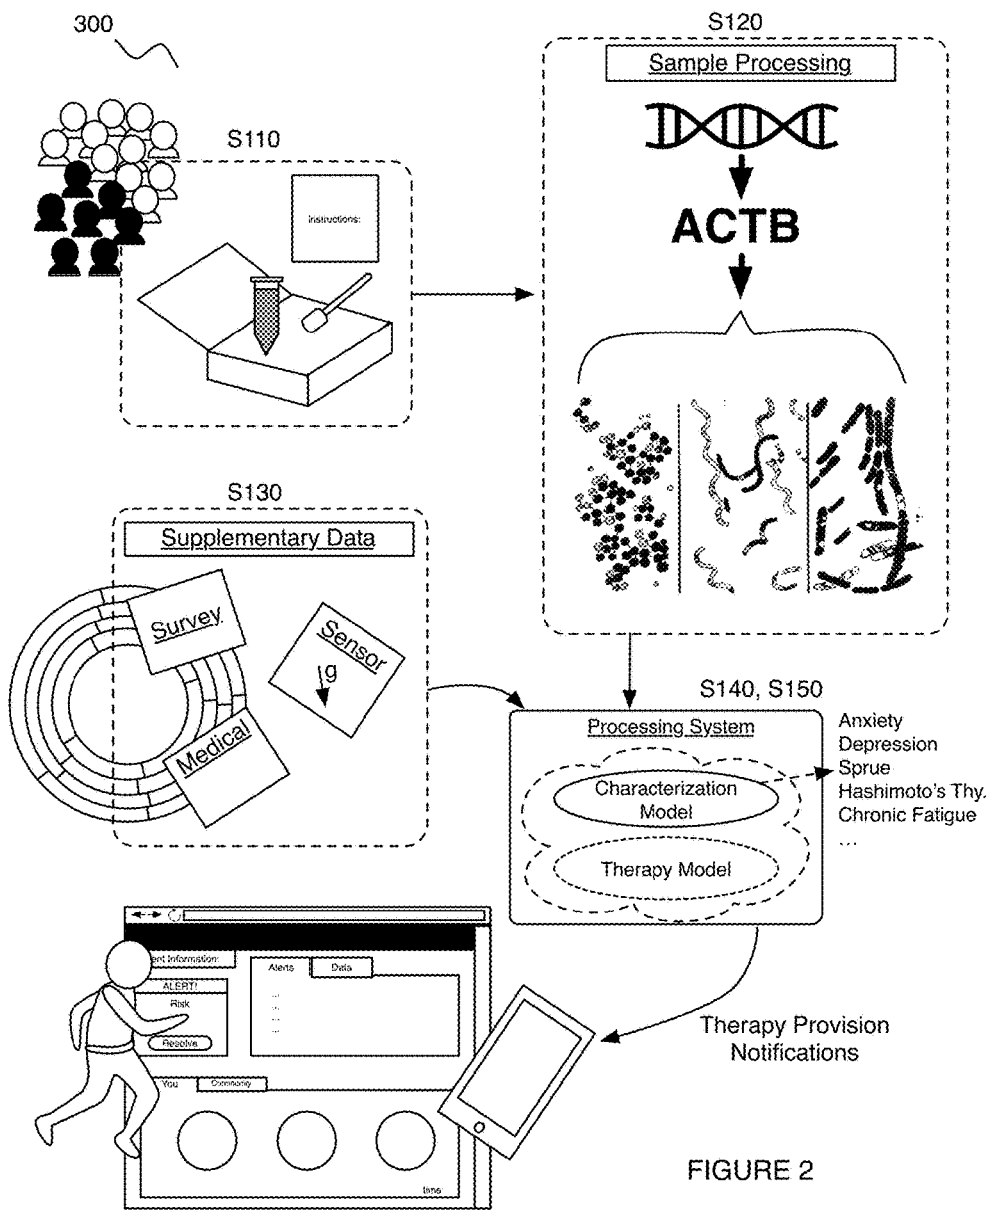 300
S110
Instructions:
S120
Sample Processing
ACTB
S130
Supplementary Data
Survey
Sensor
g
Medical
S140, S150
Processing System
Characterization
Model
Therapy Model
Anxiety
Depression
Sprue
Hashimoto's Thy.
Chronic Fatigue
...
ent Information:
ALERT!
Risk
Resolve
Alerts
Data
You
Community
time
Therapy Provision
Notifications
FIGURE 2